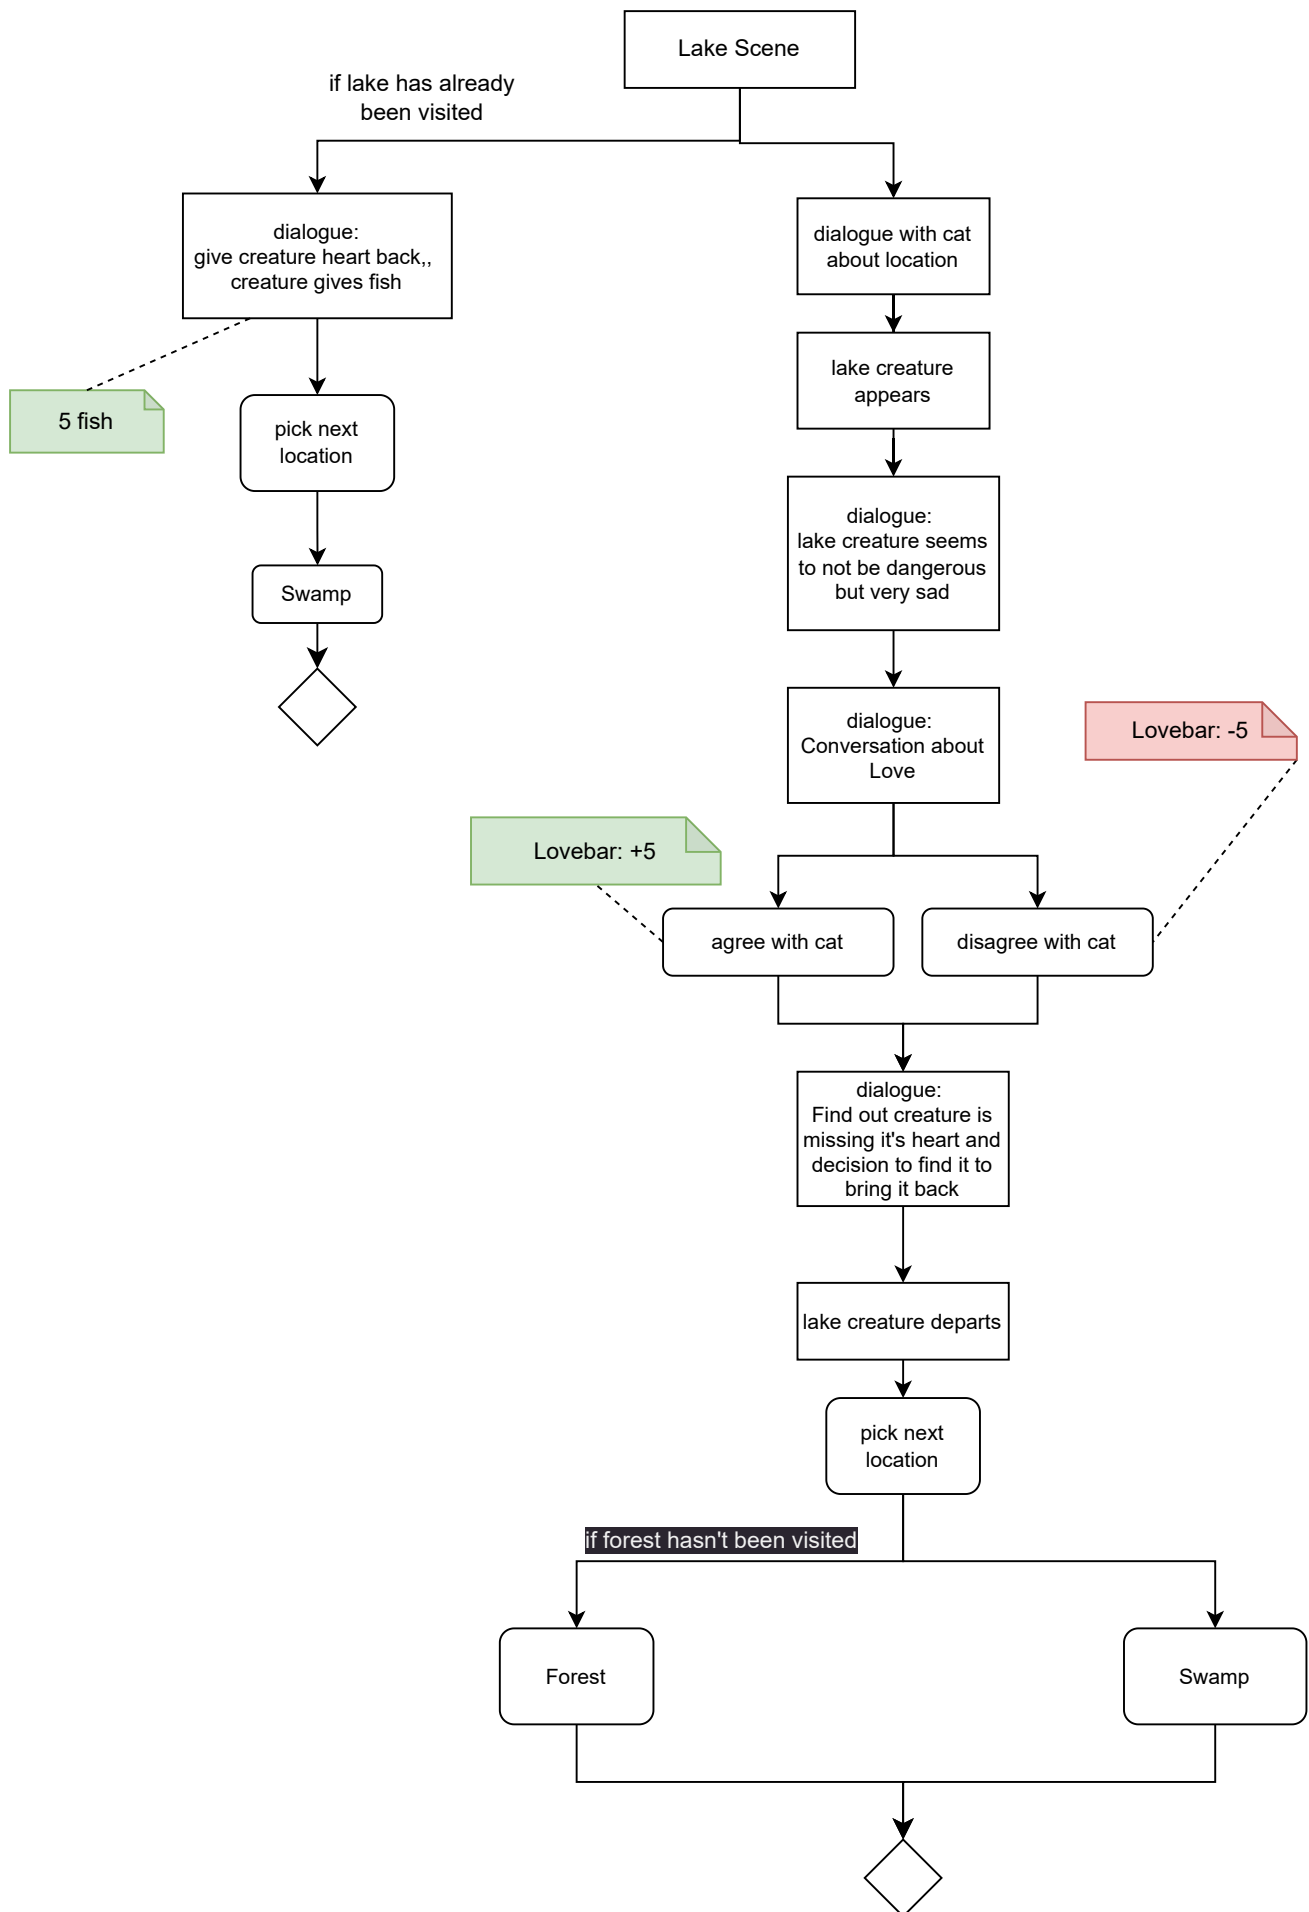 Lake Scene
if lake has already
been visited
dialogue:
give creature heart back,,
creature gives fish
5 fish
pick next
location
Swamp
dialogue with cat
about location
lake creature
appears
dialogue:
lake creature seems
to not be dangerous
but very sad
dialogue:
Conversation about
Love
Lovebar: -5
Lovebar: +5
agree with cat
disagree with cat
dialogue:
Find out creature is
missing it's heart and
decision to find it to
bring it back
lake creature departs
pick next
location
if forest hasn't been visited
Forest
Swamp